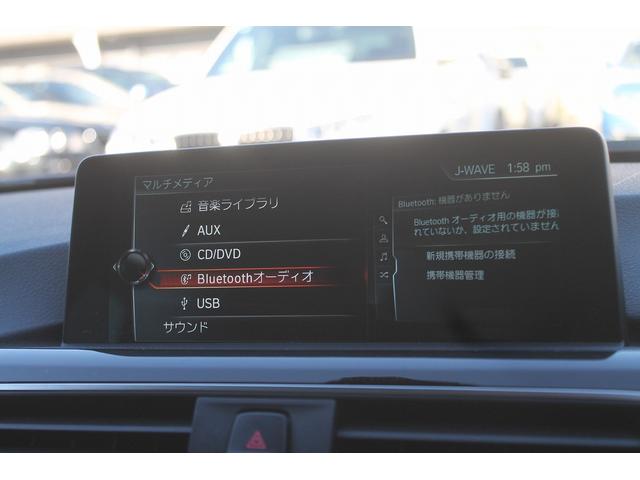 J-WAVE 1:58 pm
マルチメディア
音楽ライブラリ
AUX
CD/DVD
Bluetoothオーディオ
USB
サウンド
Bluetooth: 機器がありません
Bluetooth オーディオ用の機器が接
れていないか、設定されていません
新規携帯機器の接続
携帯機器管理